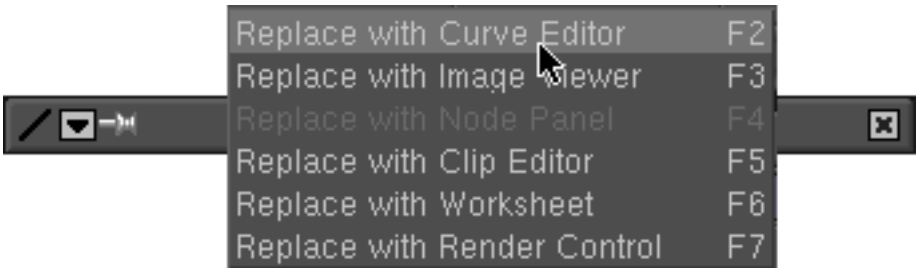 Replace with Curve Editor F2
Replace with Image Viewer F3
Replace with Node Panel F4
Replace with Clip Editor F5
Replace with Worksheet F6
Replace with Render Control F7